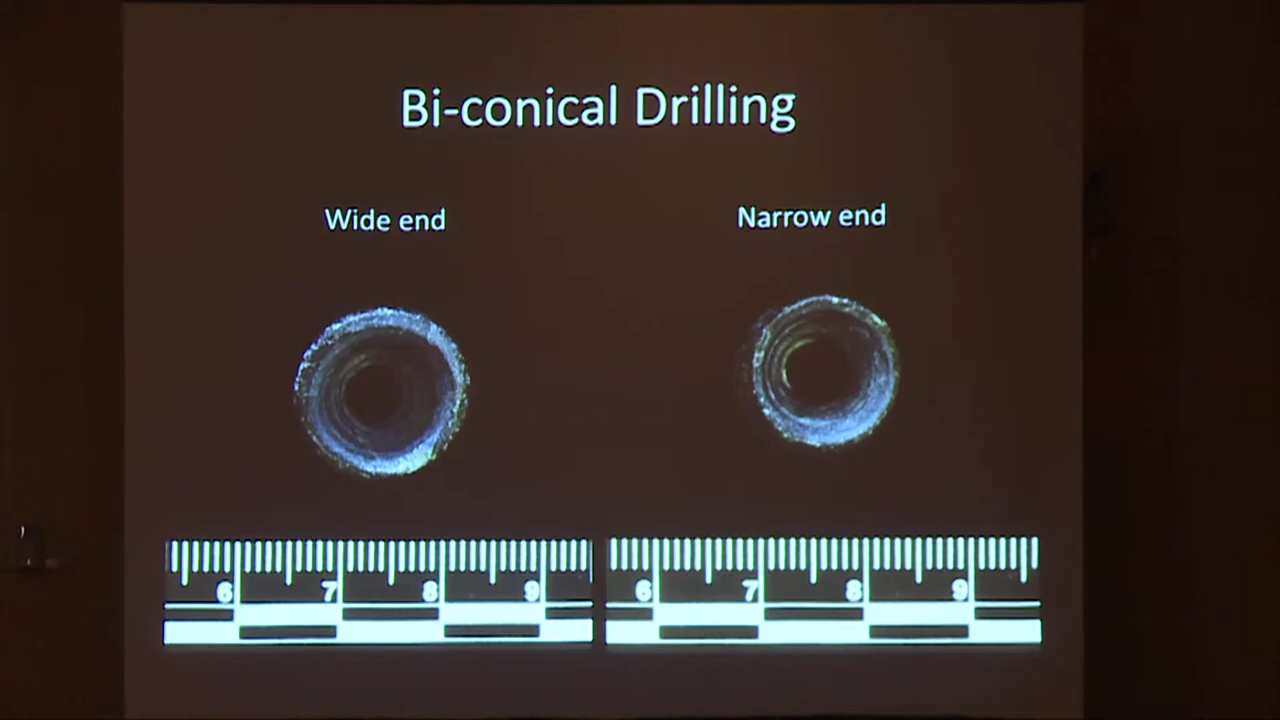 Bi-conical Drilling
Wide end
Narrow end
6 7 8 9
6 7 8 9